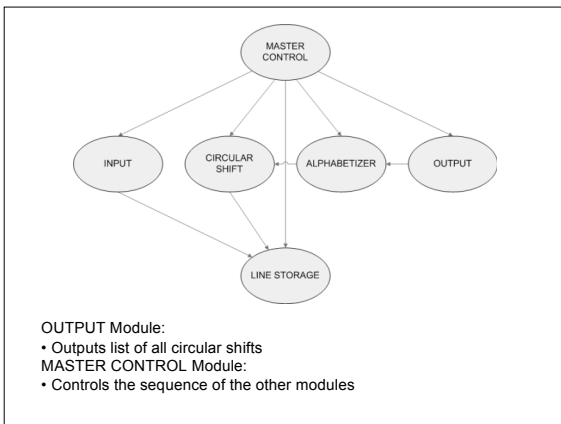 MASTER
CONTROL
INPUT
CIRCULAR
SHIFT
ALPHABETIZER
OUTPUT
LINE STORAGE
OUTPUT Module:
• Outputs list of all circular shifts
MASTER CONTROL Module:
• Controls the sequence of the other modules